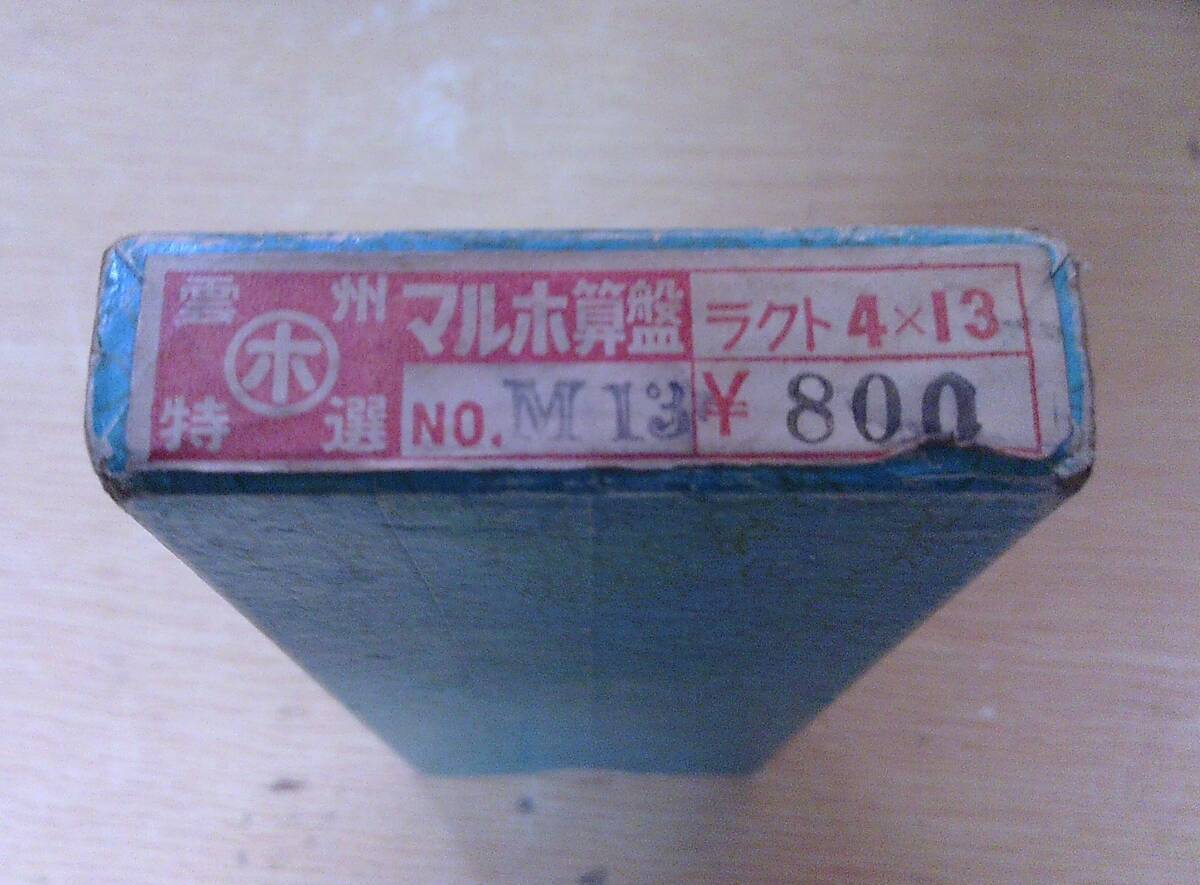 雲州
ホ
特選
マルホ算盤
NO. M13
ラクト4×13
¥800